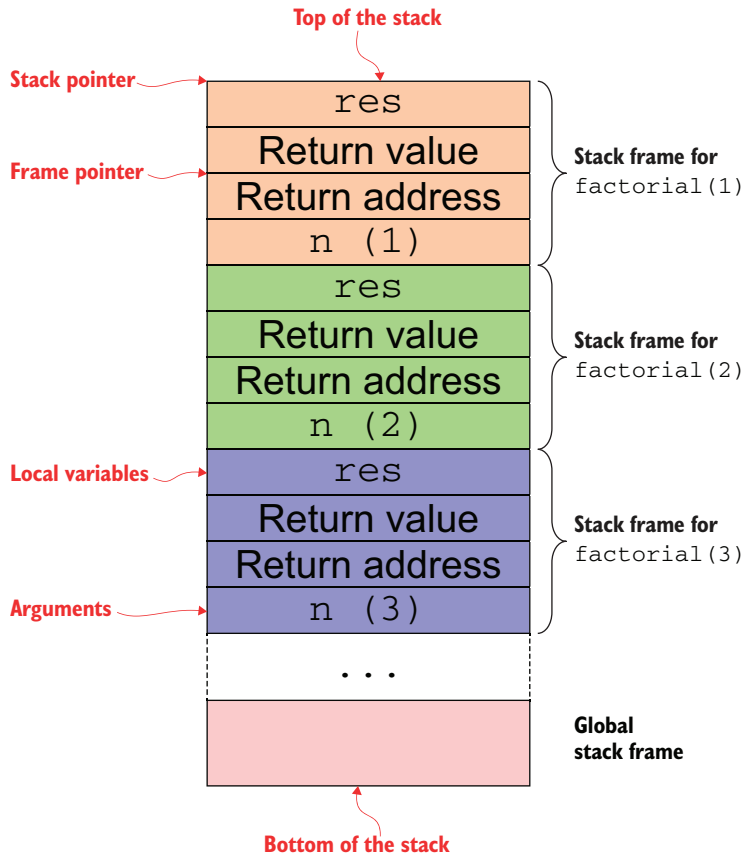 Top of the stack
Stack pointer
res
Return value
Frame pointer
Return address
n (1)
Stack frame for
factorial(1)
res
Return value
Return address
n (2)
Stack frame for
factorial(2)
Local variables
res
Return value
Return address
Arguments
n (3)
Stack frame for
factorial(3)
...
Global
stack frame
Bottom of the stack